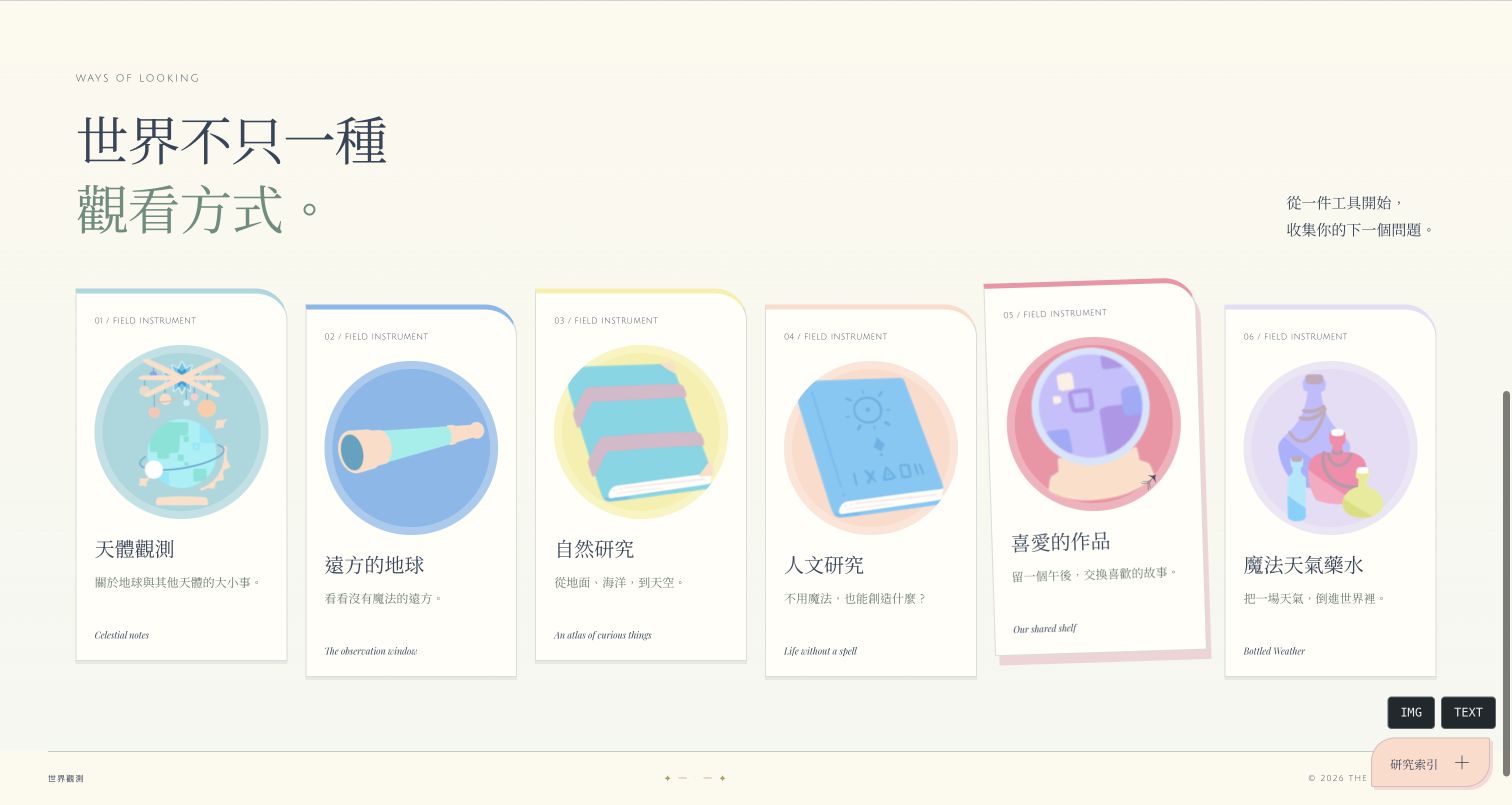 WAYS OF LOOKING
世界不只一種
觀看方式。
從一件工具開始，
收集你的下一個問題。
01 / FIELD INSTRUMENT
天體觀測
關於地球與其他天體的大小事。
Celestial notes
02 / FIELD INSTRUMENT
遠方的地球
看看沒有魔法的遠方。
The observation window
03 / FIELD INSTRUMENT
自然研究
從地面、海洋，到天空。
An atlas of curious things
04 / FIELD INSTRUMENT
人文研究
不用魔法，也能創造什麼？
Life without a spell
05 / FIELD INSTRUMENT
喜愛的作品
留一個午後，交換喜歡的故事。
Our shared shelf
06 / FIELD INSTRUMENT
魔法天氣藥水
把一場天氣，倒進世界裡。
Bottled Weather
IMG
TEXT
研究索引
世界觀測
© 2026 THE